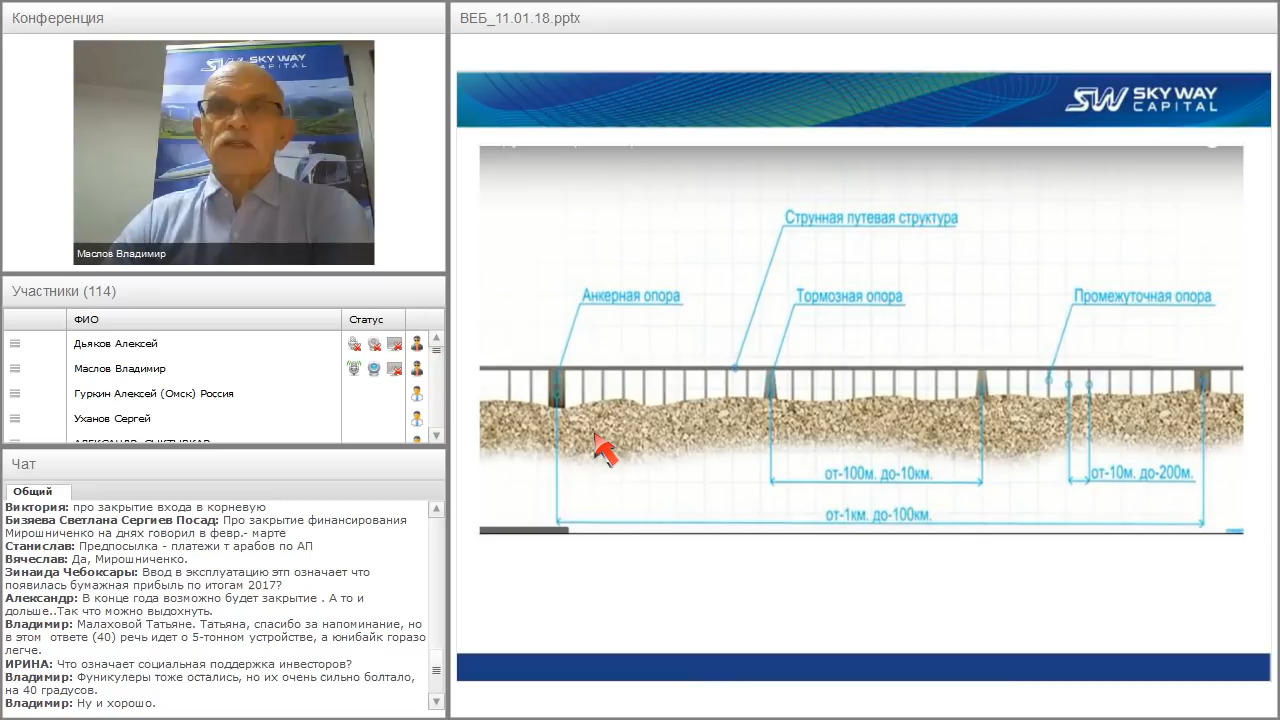 Конференция
SW SKY WAY
CAPITAL
Маслов Владимир
Участники (114)
ФИО
Статус
Дьяков Алексей
Маслов Владимир
Гуркин Алексей (Омск) Россия
Уханов Сергей
Чат
Общий
Виктория: про закрытие входа в корневую
Бизяева Светлана Сергиев Посад: Про закрытие финансирования
Мирошниченко на днях говорил в февр.- марте
Станислав: Предпосылка - платежи т арабов по АП
Вячеслав: Да, Мирошниченко.
Зинаида Чебоксары: Ввод в эксплуатацию этп означает что
появилась бумажная прибыль по итогам 2017?
Александр: В конце года возможно будет закрытие . А то и
дольше..Так что можно выдохнуть.
Владимир: Малаховой Татьяне. Татьяна, спасибо за напоминание, но
в этом ответе (40) речь идет о 5-тонном устройстве, а юнибайк горазо
легче.
ИРИНА: Что означает социальная поддержка инвесторов?
Владимир: Фуникулеры тоже остались, но их очень сильно болтало,
на 40 градусов.
Владимир: Ну и хорошо.
ВЕБ_11.01.18.pptx
SW SKY WAY
CAPITAL
Струнная путевая структура
Анкерная опора
Тормозная опора
Промежуточная опора
от-100м. до-10км.
от-10м. до-200м.
от-1км. до-100км.